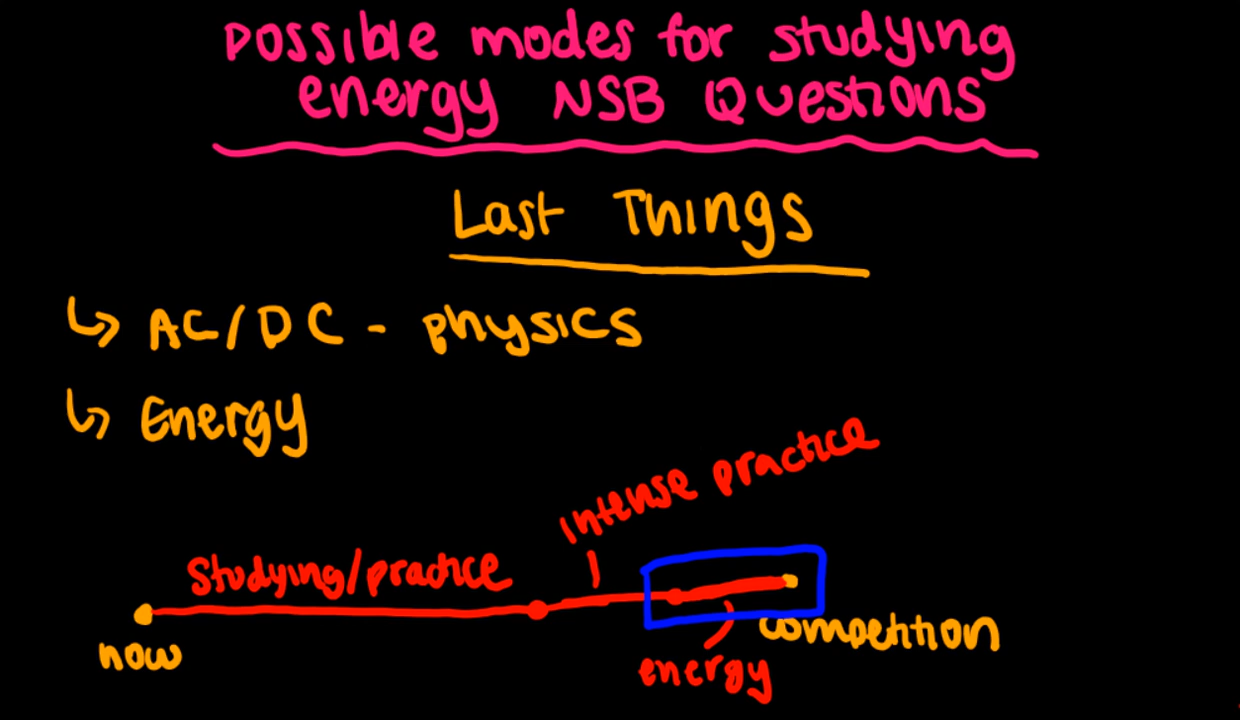 Possible modes for studying
energy NSB Questions
Last Things
↳ AC/DC - physics
↳ Energy
intense practice
Studying/practice
now
competition
energy